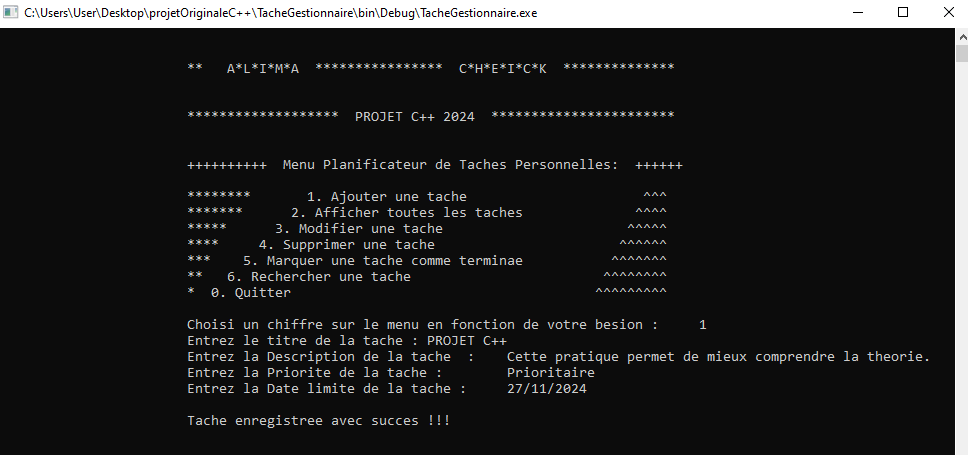 C:\Users\User\Desktop\projetOriginaleC++\TacheGestionnaire\bin\Debug\TacheGestionnaire.exe
** A*L*I*M*A **************** C*H*E*I*C*K **************
******************* PROJET C++ 2024 ***********************
++++++++++ Menu Planificateur de Taches Personnelles: ++++++
******** 1. Ajouter une tache ^^^
******* 2. Afficher toutes les taches ^^^^
***** 3. Modifier une tache ^^^^^
**** 4. Supprimer une tache ^^^^^^
*** 5. Marquer une tache comme terminae ^^^^^^^
** 6. Rechercher une tache ^^^^^^^^
* 0. Quitter ^^^^^^^^^
Choisi un chiffre sur le menu en fonction de votre besion : 1
Entrez le titre de la tache : PROJET C++
Entrez la Description de la tache : Cette pratique permet de mieux comprendre la theorie.
Entrez la Priorite de la tache : Prioritaire
Entrez la Date limite de la tache : 27/11/2024
Tache enregistree avec succes !!!